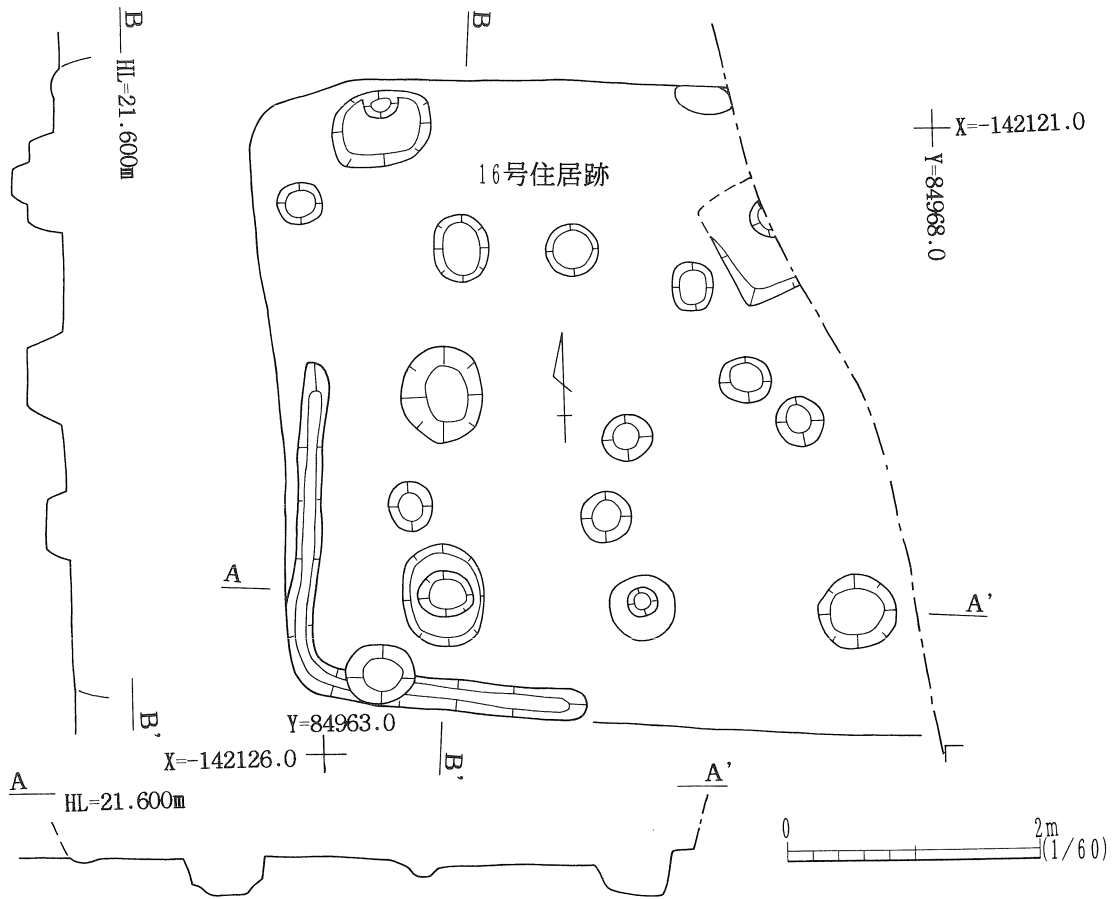 B
HL=21.600m
B
X=-142121.0
Y=84968.0
16号住居跡
A
A'
Y=84963.0
X=-142126.0
B'
B'
A
HL=21.600m
A'
0
2m
(1/60)